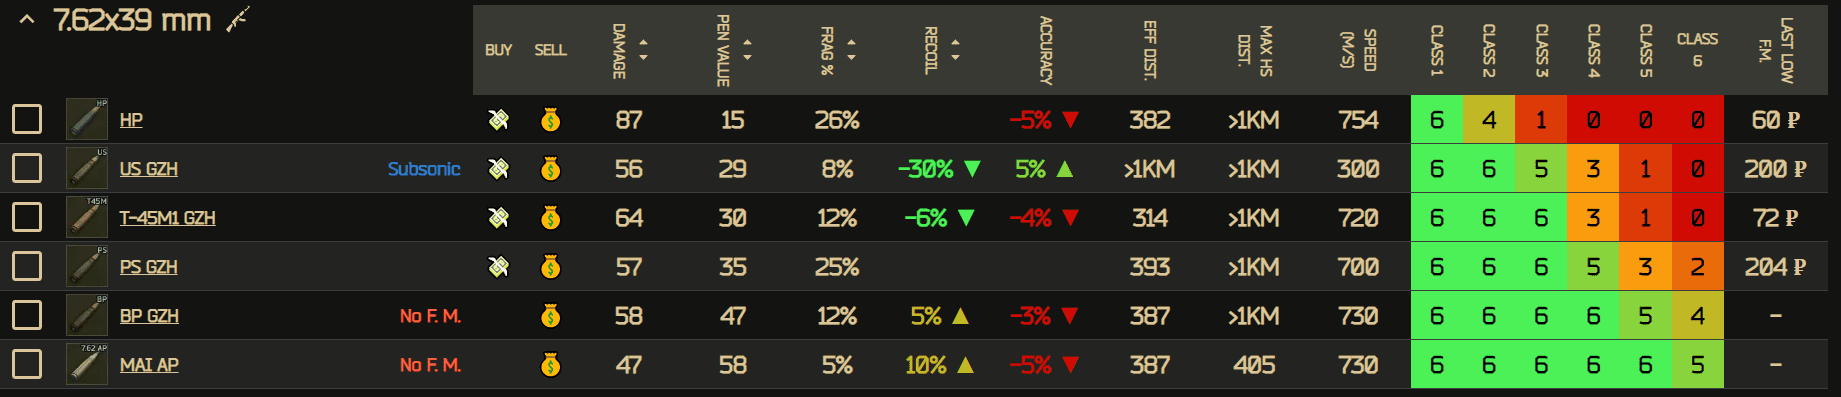 7.62x39 mm
BUY SELL DAMAGE PEN VALUE FRAG % RECOIL ACCURACY EFF DIST. MAX HS DIST. SPEED (M/S) CLASS 1 CLASS 2 CLASS 3 CLASS 4 CLASS 5 CLASS 6 LAST LOW F.M.
HP HP 87 15 26% -5% ▼ 382 >1KM 754 6 4 1 0 0 0 60 ₽
US US GZH Subsonic 56 29 8% -30% ▼ 5% ▲ >1KM >1KM 300 6 6 5 3 1 0 200 ₽
T45M T-45M1 GZH 64 30 12% -6% ▼ -4% ▼ 314 >1KM 720 6 6 6 3 1 0 72 ₽
PS PS GZH 57 35 25% 393 >1KM 700 6 6 6 5 3 2 204 ₽
BP BP GZH No F. M. 58 47 12% 5% ▲ -3% ▼ 387 >1KM 730 6 6 6 6 5 4 -
7.62 AP MAI AP No F. M. 47 58 5% 10% ▲ -5% ▼ 387 405 730 6 6 6 6 6 5 -